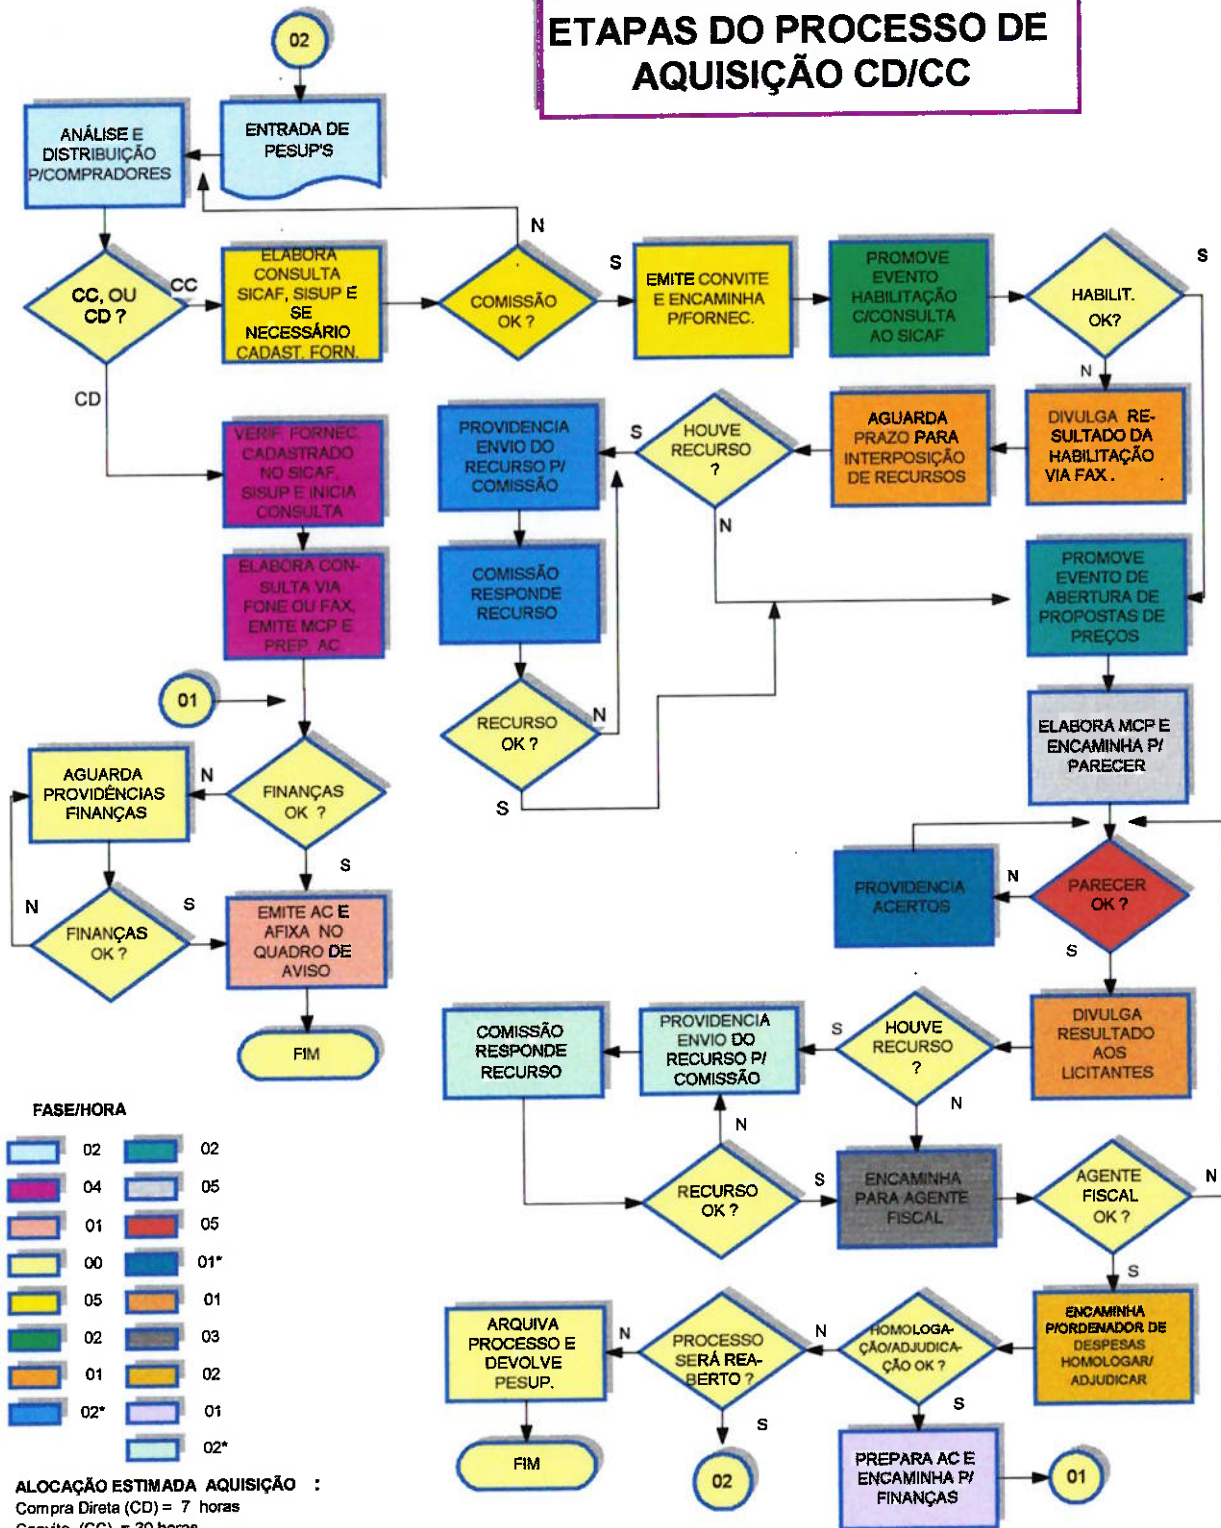 ETAPAS DO PROCESSO DE
AQUISIÇÃO CD/CC
02
ENTRADA DE
PESUP'S
ANÁLISE E
DISTRIBUIÇÃO
P/COMPRADORES
CC, OU
CD ?
CC
CD
ELABORA
CONSULTA
SICAF, SISUP E
SE
NECESSÁRIO
CADAST. FORN.
COMISSÃO
OK ?
N
S
EMITE CONVITE
E ENCAMINHA
P/FORNEC.
PROMOVE
EVENTO
HABILITAÇÃO
C/CONSULTA
AO SICAF
HABILIT.
OK?
S
N
DIVULGA RE-
SULTADO DA
HABILITAÇÃO
VIA FAX .
AGUARDA
PRAZO PARA
INTERPOSIÇÃO
DE RECURSOS
HOUVE
RECURSO
?
S
N
PROVIDENCIA
ENVIO DO
RECURSO P/
COMISSÃO
COMISSÃO
RESPONDE
RECURSO
RECURSO
OK ?
N
S
VERIF. FORNEC.
CADASTRADO
NO SICAF,
SISUP E INICIA
CONSULTA
ELABORA CON-
SULTA VIA
FONE OU FAX,
EMITE MCP E
PREP. AC
01
FINANÇAS
OK ?
N
S
AGUARDA
PROVIDÊNCIAS
FINANÇAS
FINANÇAS
OK ?
N
S
EMITE AC E
AFIXA NO
QUADRO DE
AVISO
FIM
PROMOVE
EVENTO DE
ABERTURA DE
PROPOSTAS DE
PREÇOS
ELABORA MCP E
ENCAMINHA P/
PARECER
PARECER
OK ?
N
S
PROVIDENCIA
ACERTOS
DIVULGA
RESULTADO
AOS
LICITANTES
HOUVE
RECURSO
?
S
N
PROVIDENCIA
ENVIO DO
RECURSO P/
COMISSÃO
COMISSÃO
RESPONDE
RECURSO
RECURSO
OK ?
N
S
ENCAMINHA
PARA AGENTE
FISCAL
AGENTE
FISCAL
OK ?
N
S
ENCAMINHA
P/ORDENADOR DE
DESPESAS
HOMOLOGAR/
ADJUDICAR
HOMOLOGA-
ÇÃO/ADJUDICA-
ÇÃO OK ?
N
S
PROCESSO
SERÁ REA-
BERTO ?
N
S
ARQUIVA
PROCESSO E
DEVOLVE
PESUP.
FIM
02
PREPARA AC E
ENCAMINHA P/
FINANÇAS
01
FASE/HORA
02 02
04 05
01 05
00 01*
05 01
02 03
01 02
02* 01
02*
ALOCAÇÃO ESTIMADA AQUISIÇÃO :
Compra Direta (CD) = 7 horas
Convite (CC) = 30 horas